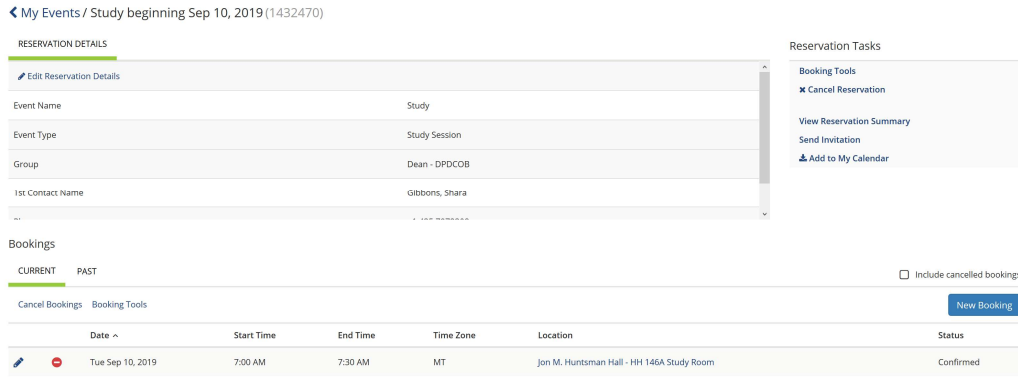 My Events / Study beginning Sep 10, 2019 (1432470)
RESERVATION DETAILS
Edit Reservation Details
Event Name Study
Event Type Study Session
Group Dean - DPDCOB
1st Contact Name Gibbons, Shara
Reservation Tasks
Booking Tools
Cancel Reservation
View Reservation Summary
Send Invitation
Add to My Calendar
Bookings
CURRENT PAST
Include cancelled bookings
Cancel Bookings Booking Tools
New Booking
Date Start Time End Time Time Zone Location Status
Tue Sep 10, 2019 7:00 AM 7:30 AM MT Jon M. Huntsman Hall - HH 146A Study Room Confirmed